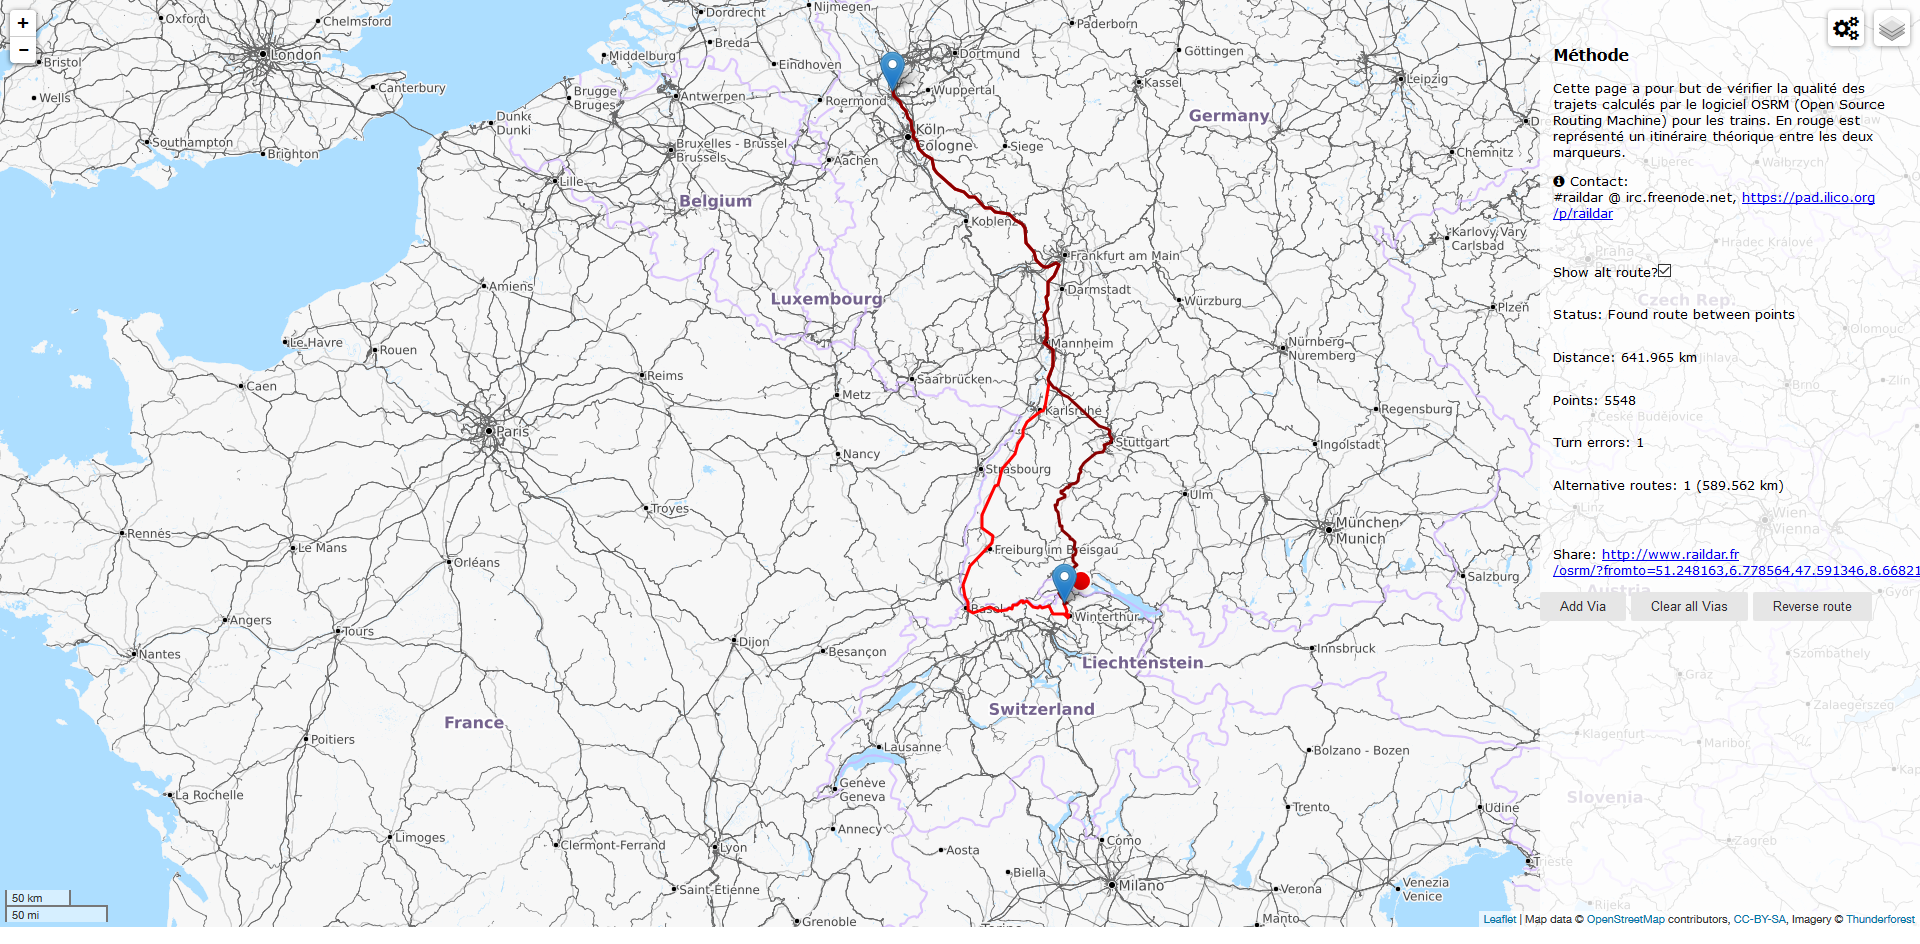 +
−
Oxford
London
Chelmsford
Bristol
Wells
Canterbury
Southampton
Brighton
Nijmegen
Dordrecht
Breda
Middelburg
Eindhoven
Brugge
Bruges
Antwerpen
Roermond
Dunke
Dunki
Bruxelles - Brussel
Brussels
Lille
Aachen
Belgium
Paderborn
Dortmund
Wuppertal
Göttingen
Kassel
Leipzig
Germany
Köln
Cologne
Siege
Chemnitz
Koblenz
Frankfurt am Main
Karlovy Vary
Carlsbad
Amiens
Luxembourg
Darmstadt
Würzburg
Plzen
Le Havre
Rouen
Mannheim
Nürnberg
Nuremberg
Caen
Reims
Saarbrücken
Metz
Karlsruhe
Regensburg
Paris
Stuttgart
Ingolstadt
Nancy
Strasbourg
Ulm
Troyes
München
Munich
Rennes
Le Mans
Freiburg im Breisgau
Orléans
Salzburg
Basel
Winterthur
Angers
Tours
Dijon
Besançon
Innsbruck
Nantes
Liechtenstein
Switzerland
France
Poitiers
Lausanne
Bolzano - Bozen
Genève
Geneva
La Rochelle
Trento
Udine
Limoges
Annecy
Clermont-Ferrand
Lyon
Aosta
Como
Biella
Milano
Verona
Venezia
Venice
Trieste
Saint-Étienne
Grenoble
Torino
Manto
50 km
50 mi
Méthode
Cette page a pour but de vérifier la qualité des
trajets calculés par le logiciel OSRM (Open Source
Routing Machine) pour les trains. En rouge est
représenté un itinéraire théorique entre les deux
marqueurs.
Contact:
#raildar @ irc.freenode.net, https://pad.ilico.org
/p/raildar
Show alt route?
Status: Found route between points
Distance: 641.965 km
Points: 5548
Turn errors: 1
Alternative routes: 1 (589.562 km)
Share: http://www.raildar.fr
/osrm/?fromto=51.248163,6.778564,47.591346,8.66821
Add Via
Clear all Vias
Reverse route
Liberec
Wałbrzych
Praha
Hradec Králové
Czech Rep.
Olomouc
Jihlava
Brno
Zlín
České Budějovice
Linz
Wien
Vienna
Austria
Győr
Szombathely
Graz
Zalaegerszeg
Klagenfurt
Maribor
Slovenia
Zagreb
Rijeka
Leaflet | Map data © OpenStreetMap contributors, CC-BY-SA, Imagery © Thunderforest